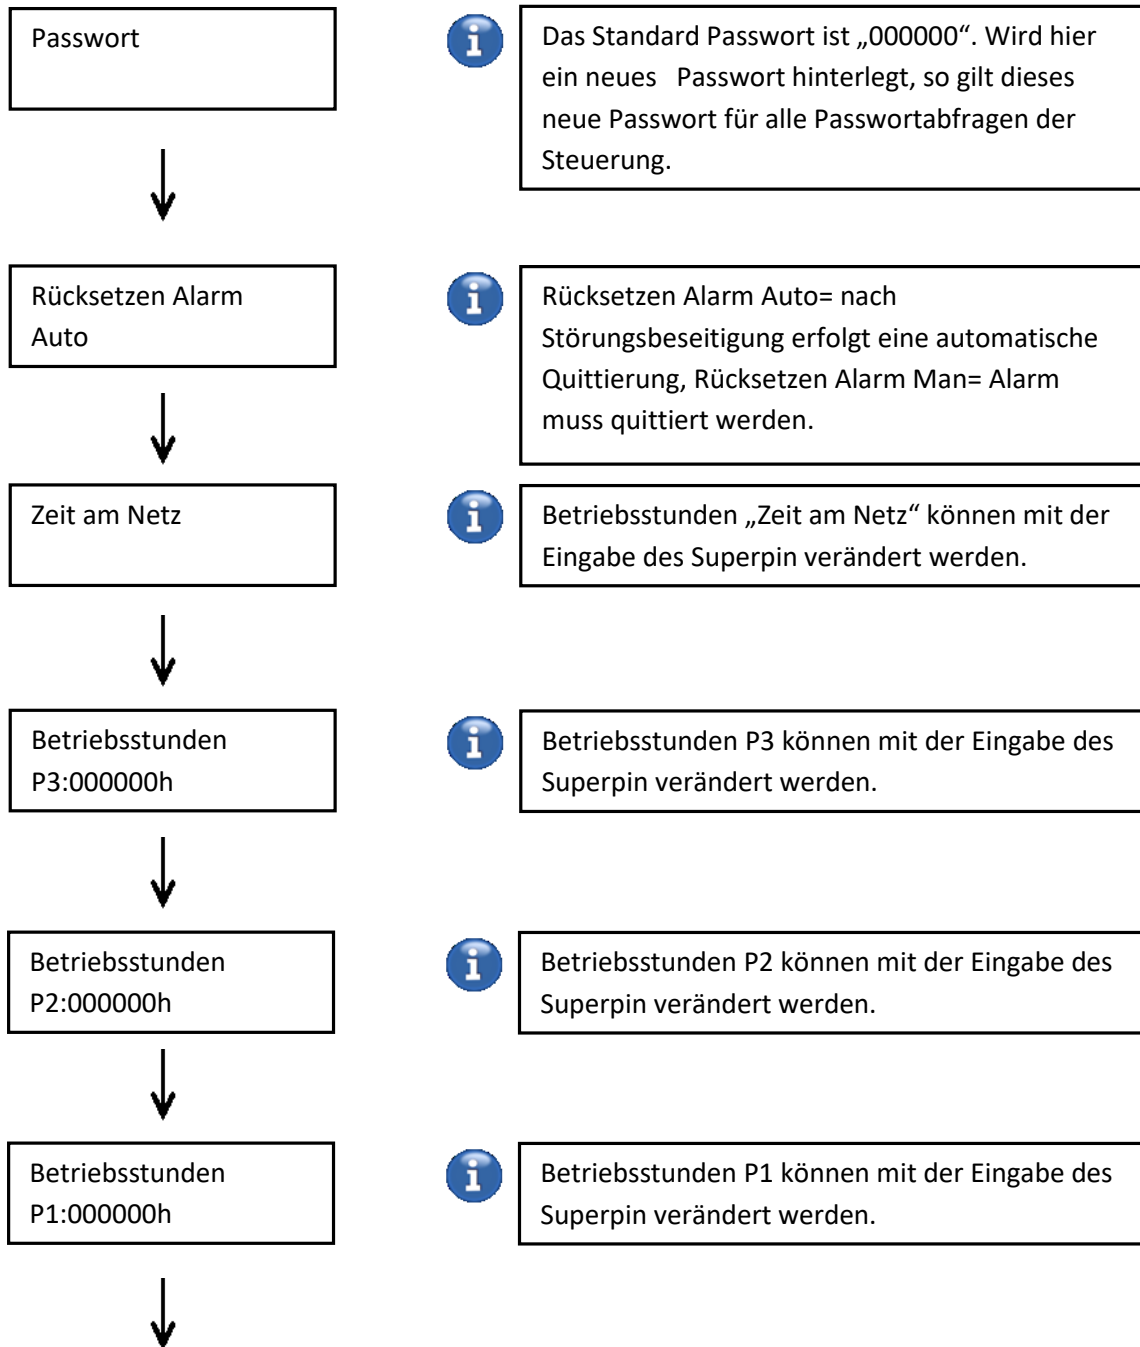 Passwort
Das Standard Passwort ist „000000“. Wird hier
ein neues   Passwort hinterlegt, so gilt dieses
neue Passwort für alle Passwortabfragen der
Steuerung.
Rücksetzen Alarm
Auto
Rücksetzen Alarm Auto= nach
Störungsbeseitigung erfolgt eine automatische
Quittierung, Rücksetzen Alarm Man= Alarm
muss quittiert werden.
Zeit am Netz
Betriebsstunden „Zeit am Netz“ können mit der
Eingabe des Superpin verändert werden.
Betriebsstunden
P3:000000h
Betriebsstunden P3 können mit der Eingabe des
Superpin verändert werden.
Betriebsstunden
P2:000000h
Betriebsstunden P2 können mit der Eingabe des
Superpin verändert werden.
Betriebsstunden
P1:000000h
Betriebsstunden P1 können mit der Eingabe des
Superpin verändert werden.